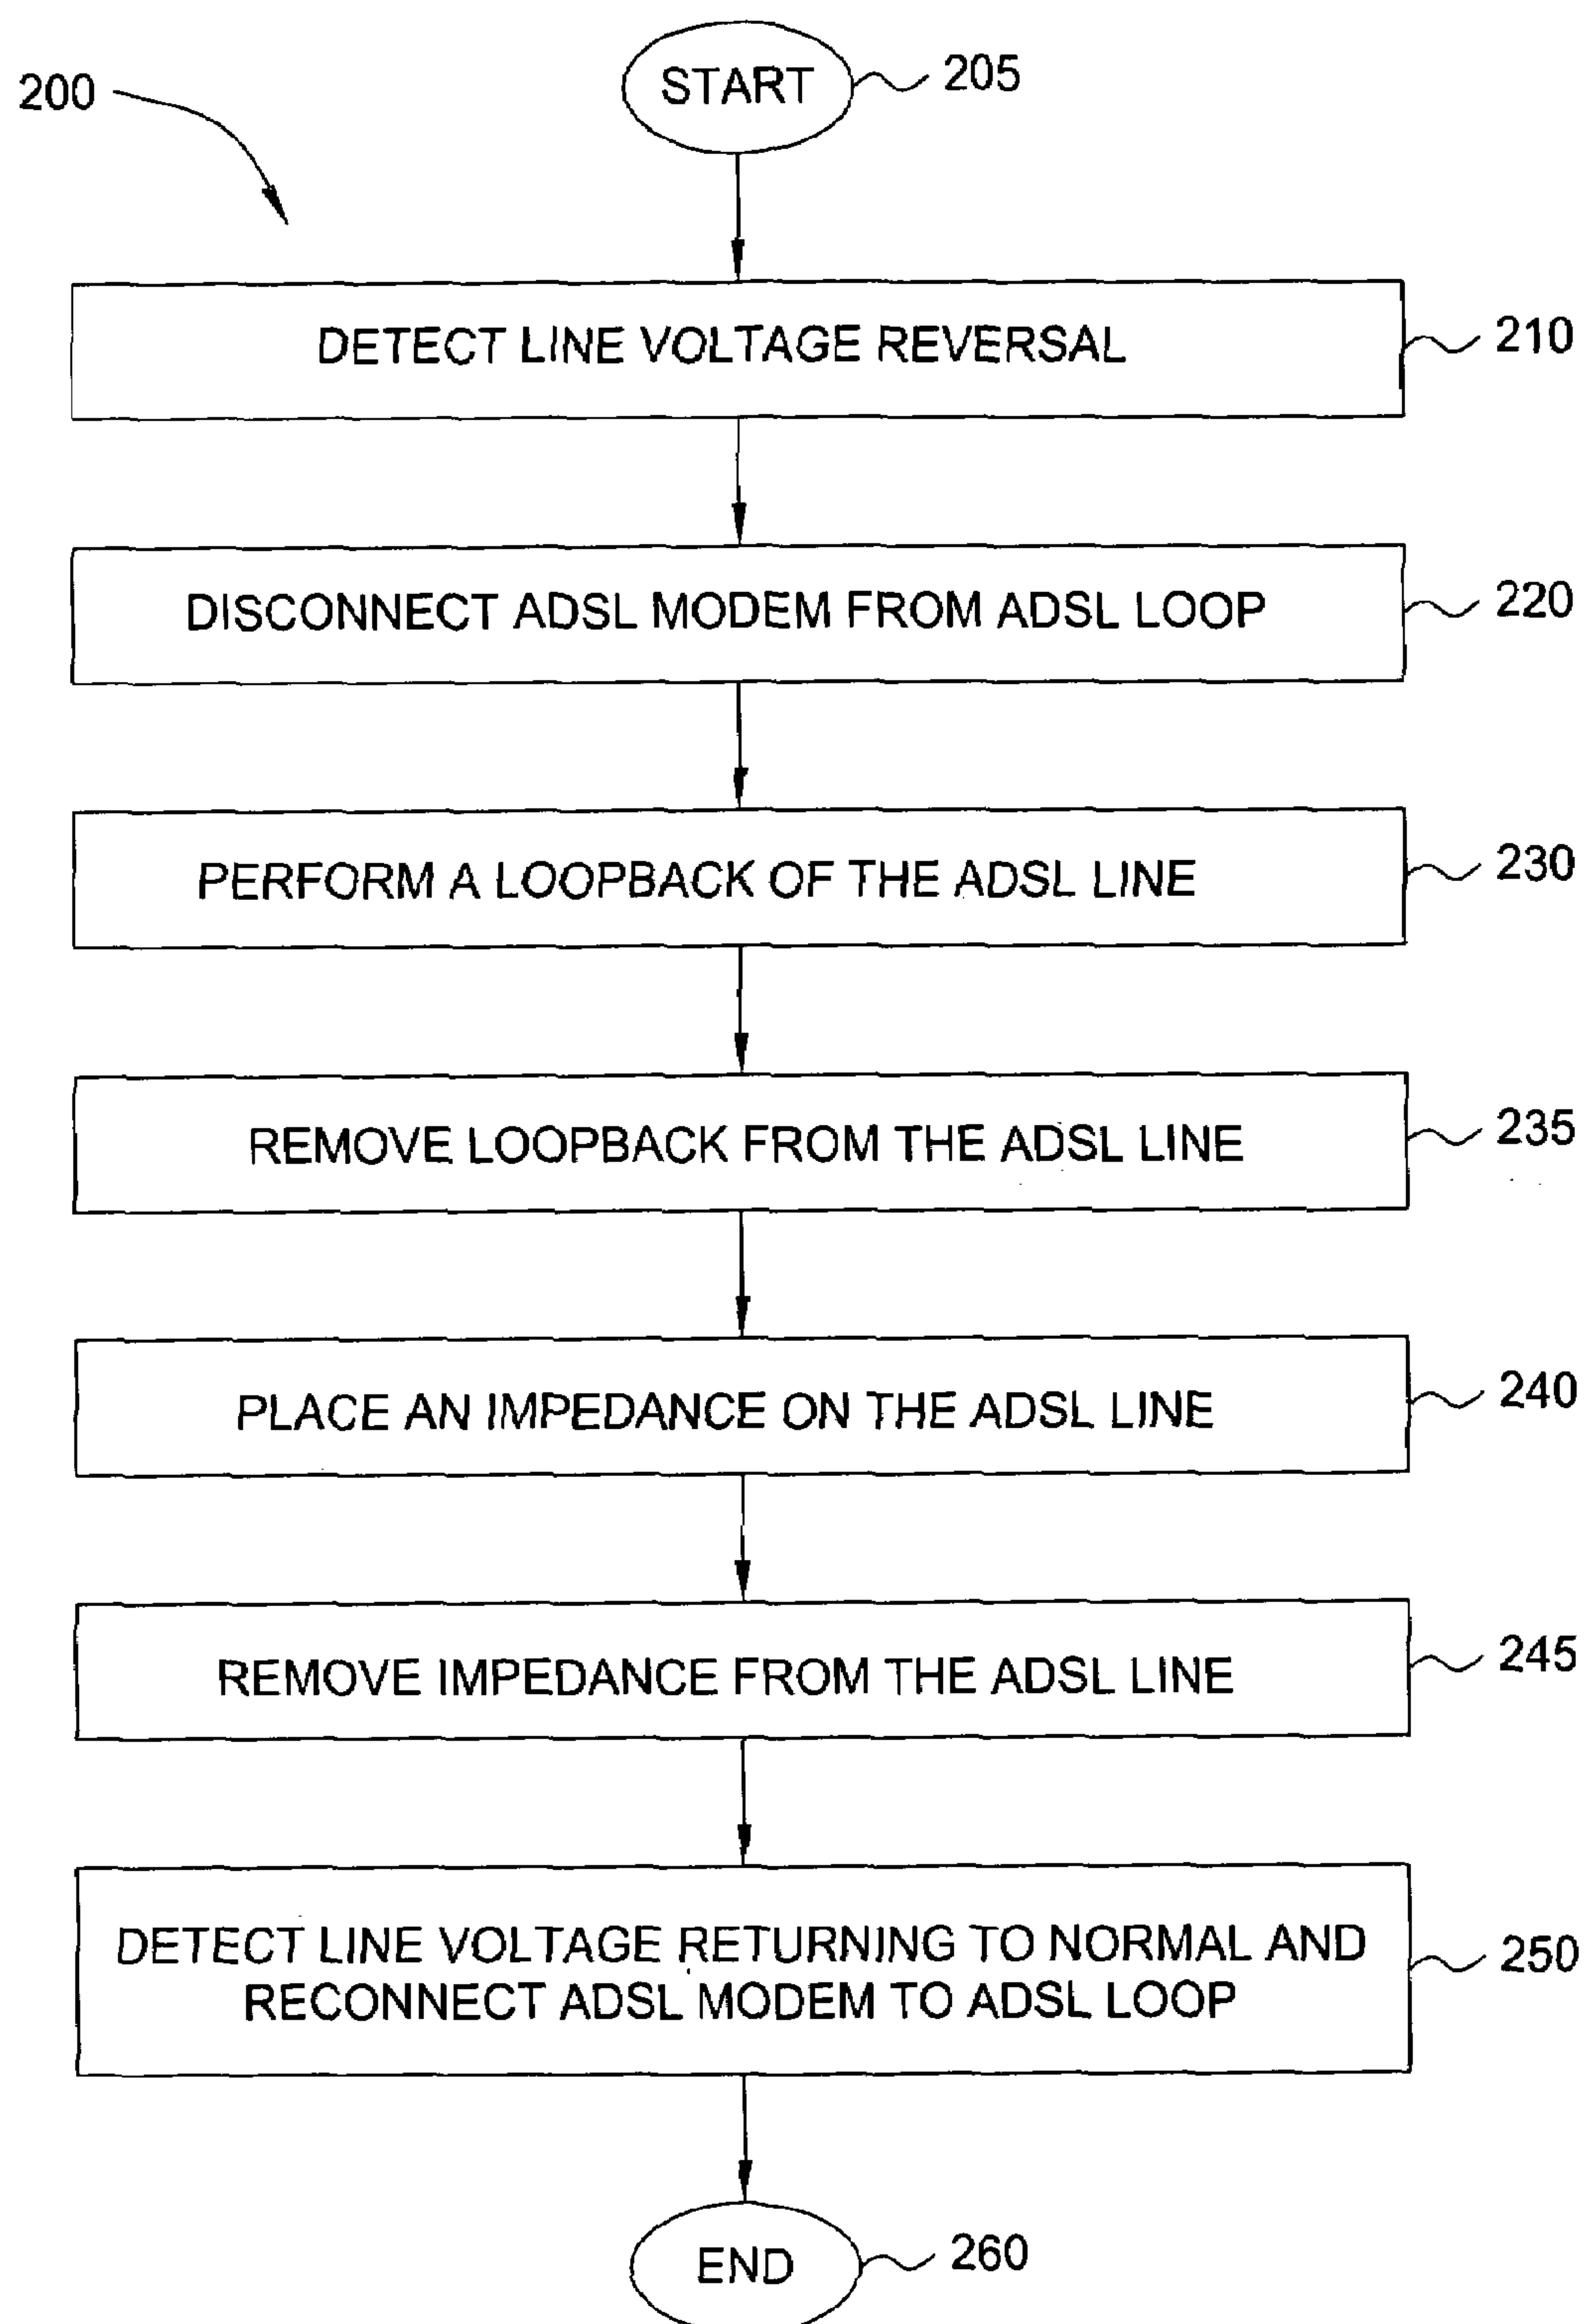 200
START
205
DETECT LINE VOLTAGE REVERSAL
210
DISCONNECT ADSL MODEM FROM ADSL LOOP
220
PERFORM A LOOPBACK OF THE ADSL LINE
230
REMOVE LOOPBACK FROM THE ADSL LINE
235
PLACE AN IMPEDANCE ON THE ADSL LINE
240
REMOVE IMPEDANCE FROM THE ADSL LINE
245
DETECT LINE VOLTAGE RETURNING TO NORMAL AND
RECONNECT ADSL MODEM TO ADSL LOOP
250
END
260